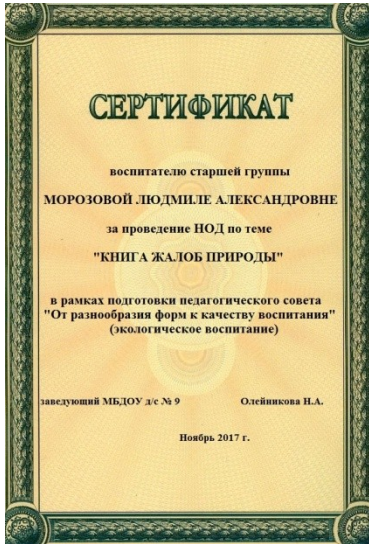 СЕРТИФИКАТ
воспитателю старшей группы
МОРОЗОВОЙ ЛЮДМИЛЕ АЛЕКСАНДРОВНЕ
за проведение НОД по теме
"КНИГА ЖАЛОБ ПРИРОДЫ"
в рамках подготовки педагогического совета
"От разнообразия форм к качеству воспитания"
(экологическое воспитание)
заведующий МБДОУ д/с № 9 Олейникова Н.А.
Ноябрь 2017 г.